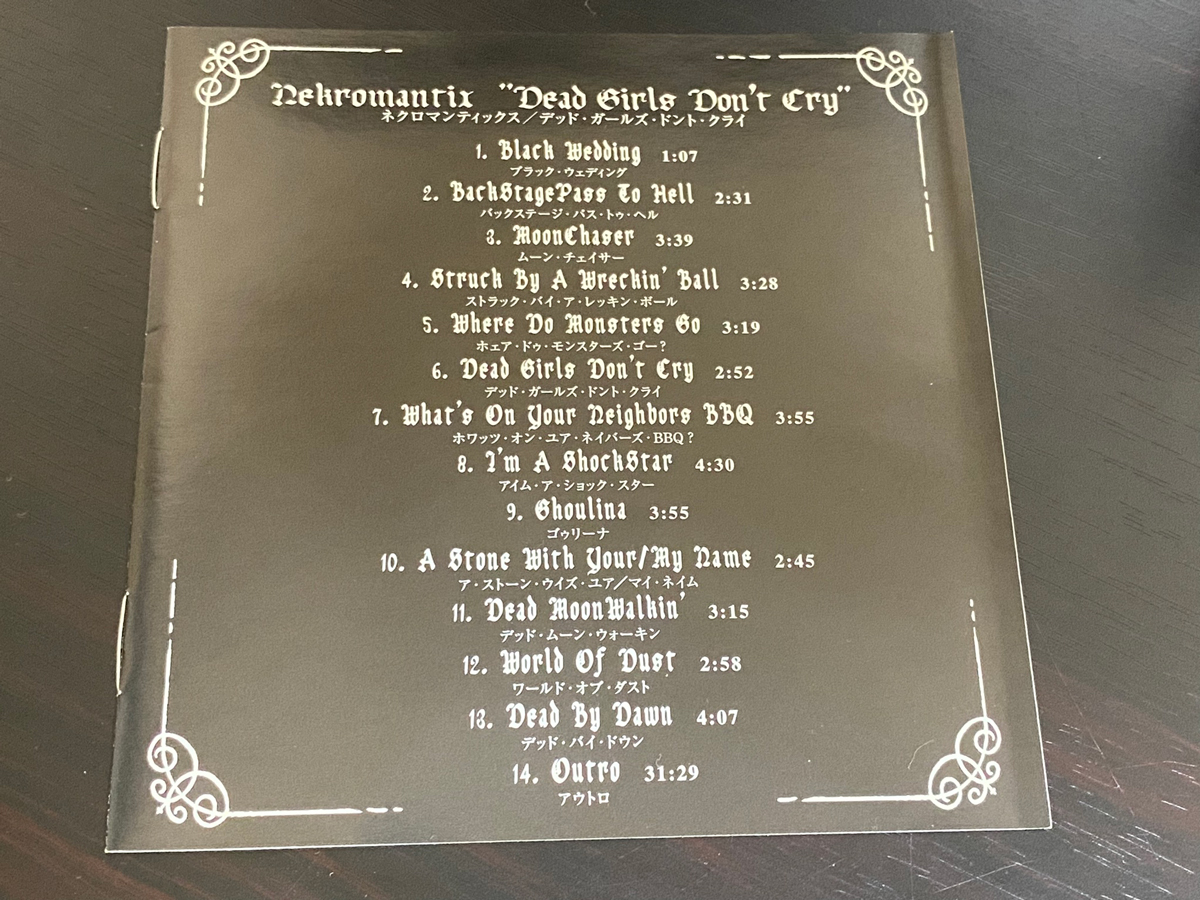 Nekromantix "Dead Girls Don't Cry"
ネクロマンティックス／デッド・ガールズ・ドント・クライ
1. Black Wedding 1:07
ブラック・ウェディング
2. BackStagePass To Hell 2:31
バックステージ・パス・トゥ・ヘル
3. MoonChaser 3:39
ムーン・チェイサー
4. Struck By A Wreckin' Ball 3:28
ストラック・バイ・ア・レッキン・ボール
5. Where Do Monsters Go 3:19
ホェア・ドゥ・モンスターズ・ゴー？
6. Dead Girls Don't Cry 2:52
デッド・ガールズ・ドント・クライ
7. What's On Your Neighbors BBQ 3:55
ホワッツ・オン・ユア・ネイバーズ・BBQ？
8. I'm A ShockStar 4:30
アイム・ア・ショック・スター
9. Ghoulina 3:55
ゴゥリーナ
10. A Stone With Your/My Name 2:45
ア・ストーン・ウイズ・ユア／マイ・ネイム
11. Dead MoonWalkin' 3:15
デッド・ムーン・ウォーキン
12. World Of Dust 2:58
ワールド・オブ・ダスト
13. Dead By Dawn 4:07
デッド・バイ・ドウン
14. Outro 31:29
アウトロ